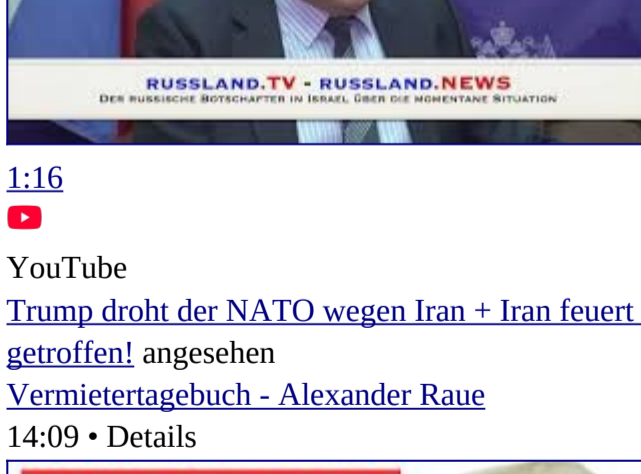 RUSSLAND.TV - RUSSLAND.NEWS
DER RUSSISCHE BOTSCHAFTER IN ISRAEL ÜBER DIE MOMENTANE SITUATION
1:16
YouTube
Trump droht der NATO wegen Iran + Iran feuert
getroffen! angesehen
Vermietertagebuch - Alexander Raue
14:09 • Details